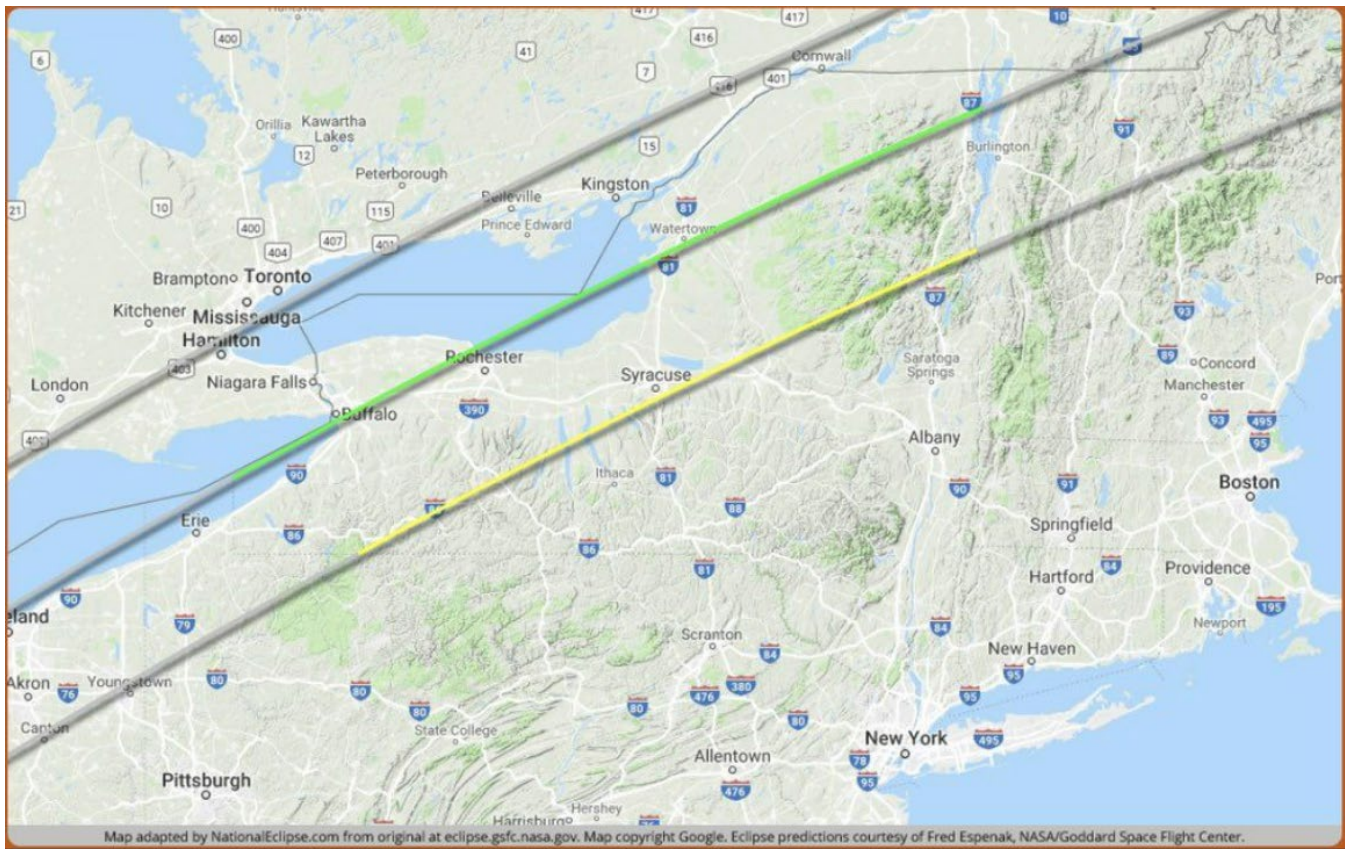 417
417
10
400
6
41
416
7
Cornwall
401
416
87
91
Orillia
Kawartha
Lakes
12
15
Burlington
Peterborough
Kingston
Belleville
Prince Edward
21
10
115
81
400
407
401
404
Watertown
81
Brampton
Toronto
Port
Kitchener
Mississauga
87
93
Hamilton
403
Rochester
Saratoga
Springs
89
Concord
London
Niagara Falls
Syracuse
Manchester
Buffalo
390
93
495
95
Albany
90
Ithaca
81
90
91
Boston
88
Erie
86
86
Springfield
81
84
Hartford
Providence
90
195
eland
79
84
Newport
Scranton
84
New Haven
Akron
76
Youngstown
80
80
80
476
380
95
80
80
95
Canton
State College
495
New York
Allentown
78
95
476
Pittsburgh
Hershey
Harrisburg
Map adapted by NationalEclipse.com from original at eclipse.gsfc.nasa.gov. Map copyright Google. Eclipse predictions courtesy of Fred Espenak, NASA/Goddard Space Flight Center.